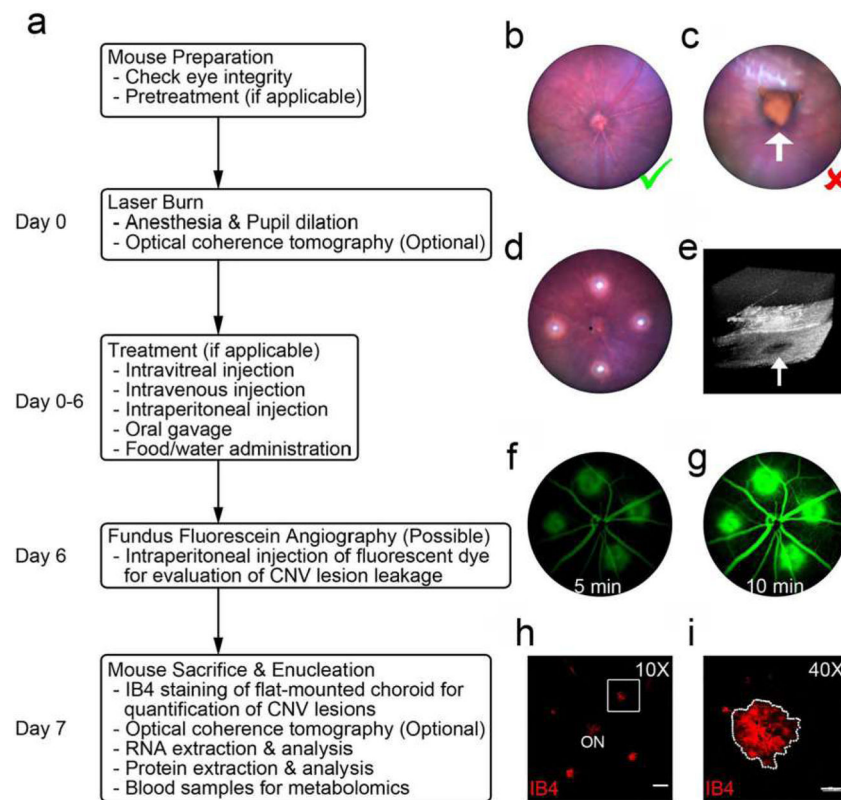 a
Mouse Preparation
- Check eye integrity
- Pretreatment (if applicable)
Day 0
Laser Burn
- Anesthesia & Pupil dilation
- Optical coherence tomography (Optional)
Day 0-6
Treatment (if applicable)
- Intravitreal injection
- Intravenous injection
- Intraperitoneal injection
- Oral gavage
- Food/water administration
Day 6
Fundus Fluorescein Angiography (Possible)
- Intraperitoneal injection of fluorescent dye
for evaluation of CNV lesion leakage
Day 7
Mouse Sacrifice & Enucleation
- IB4 staining of flat-mounted choroid for
quantification of CNV lesions
- Optical coherence tomography (Optional)
- RNA extraction & analysis
- Protein extraction & analysis
- Blood samples for metabolomics
b
c
d
e
f
5 min
g
10 min
h
10X
ON
IB4
i
40X
IB4